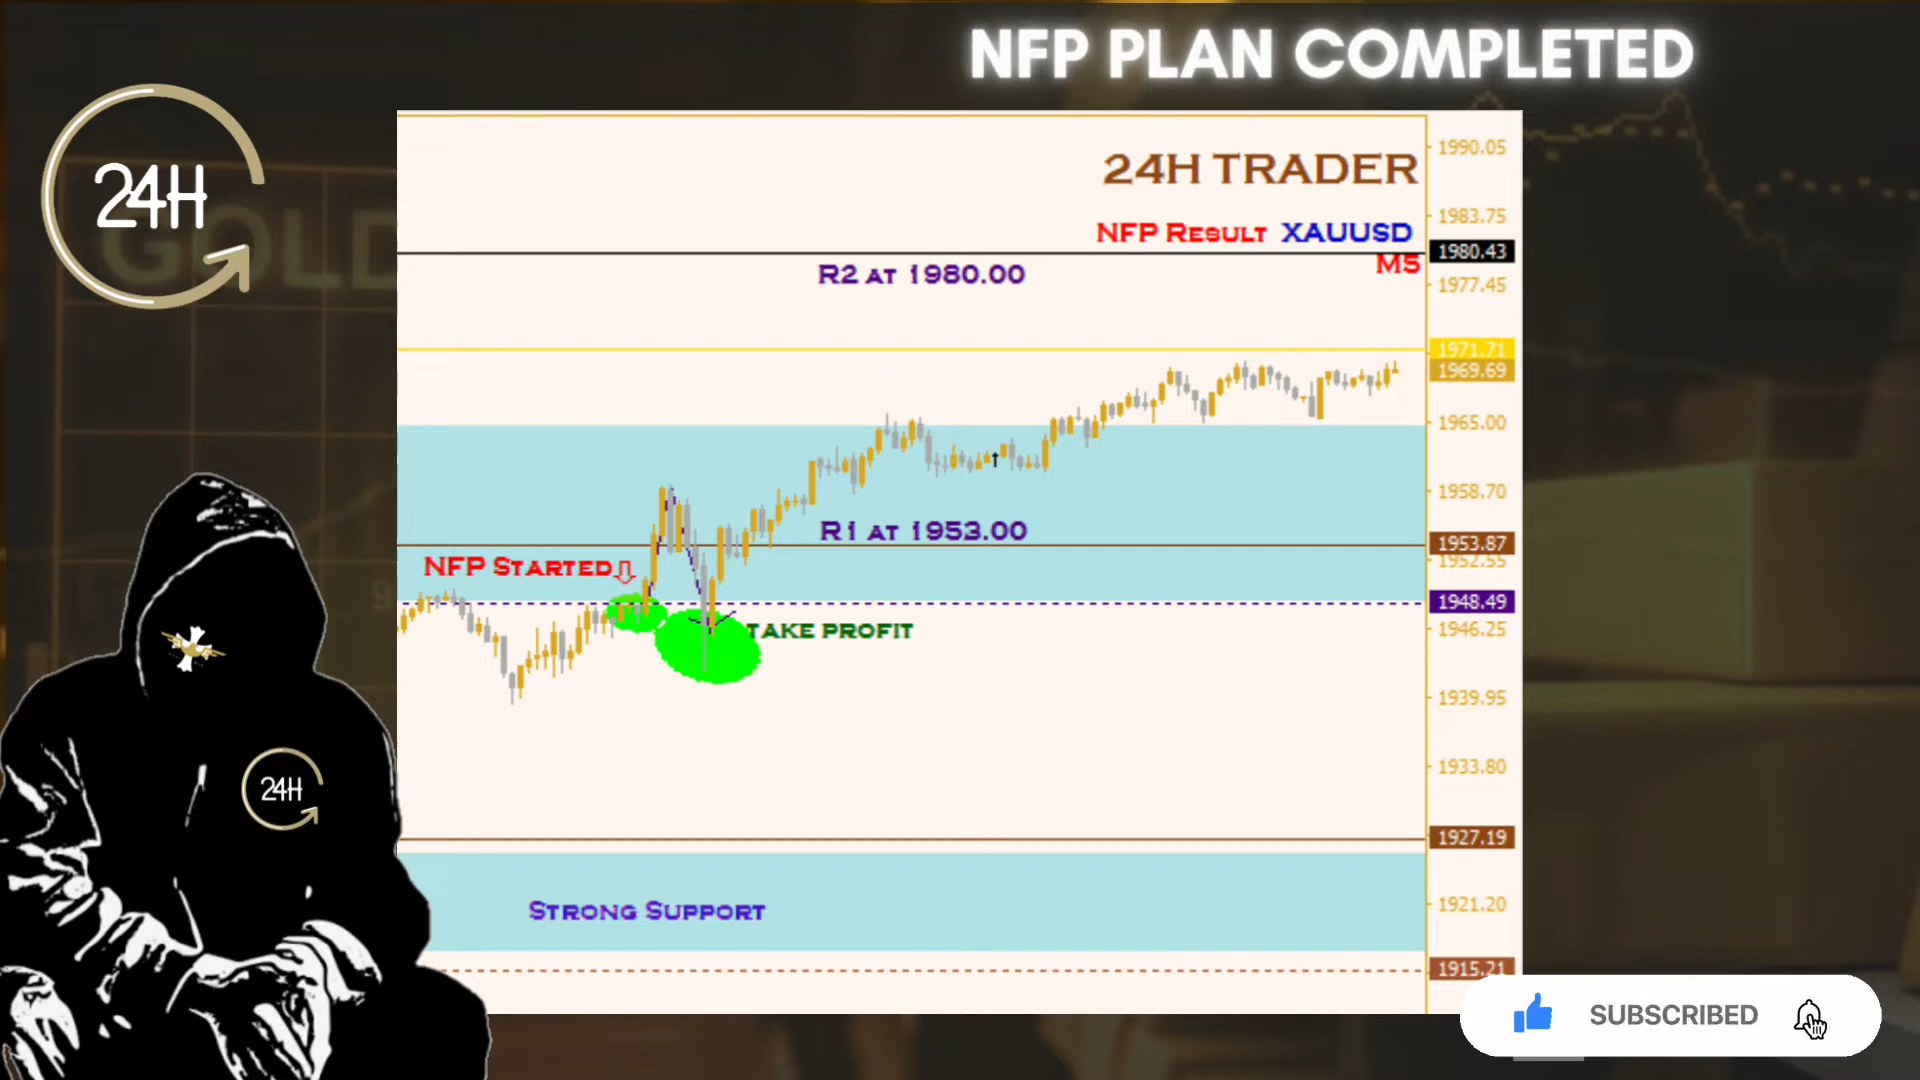 NFP PLAN COMPLETED
24H
GOLD
24H TRADER
NFP Result XAUUSD
M5
R2 at 1980.00
R1 at 1953.00
NFP Started
Take Profit
Strong Support
1990.05
1983.75
1980.43
1977.45
1971.71
1969.69
1965.00
1958.70
1953.87
1952.55
1948.49
1946.25
1939.95
1933.80
1927.19
1921.20
1915.21
24H
SUBSCRIBED